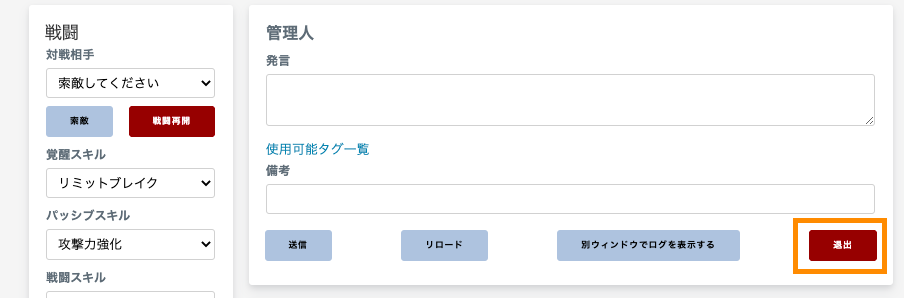 戦闘
対戦相手
索敵してください
索敵
戦闘再開
覚醒スキル
リミットブレイク
パッシブスキル
攻撃力強化
戦闘スキル
管理人
発言
使用可能タグ一覧
備考
送信
リロード
別ウィンドウでログを表示する
退出